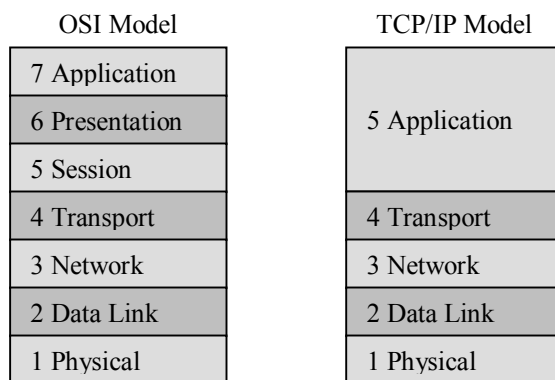 OSI Model
7 Application
6 Presentation
5 Session
4 Transport
3 Network
2 Data Link
1 Physical
TCP/IP Model
5 Application
4 Transport
3 Network
2 Data Link
1 Physical